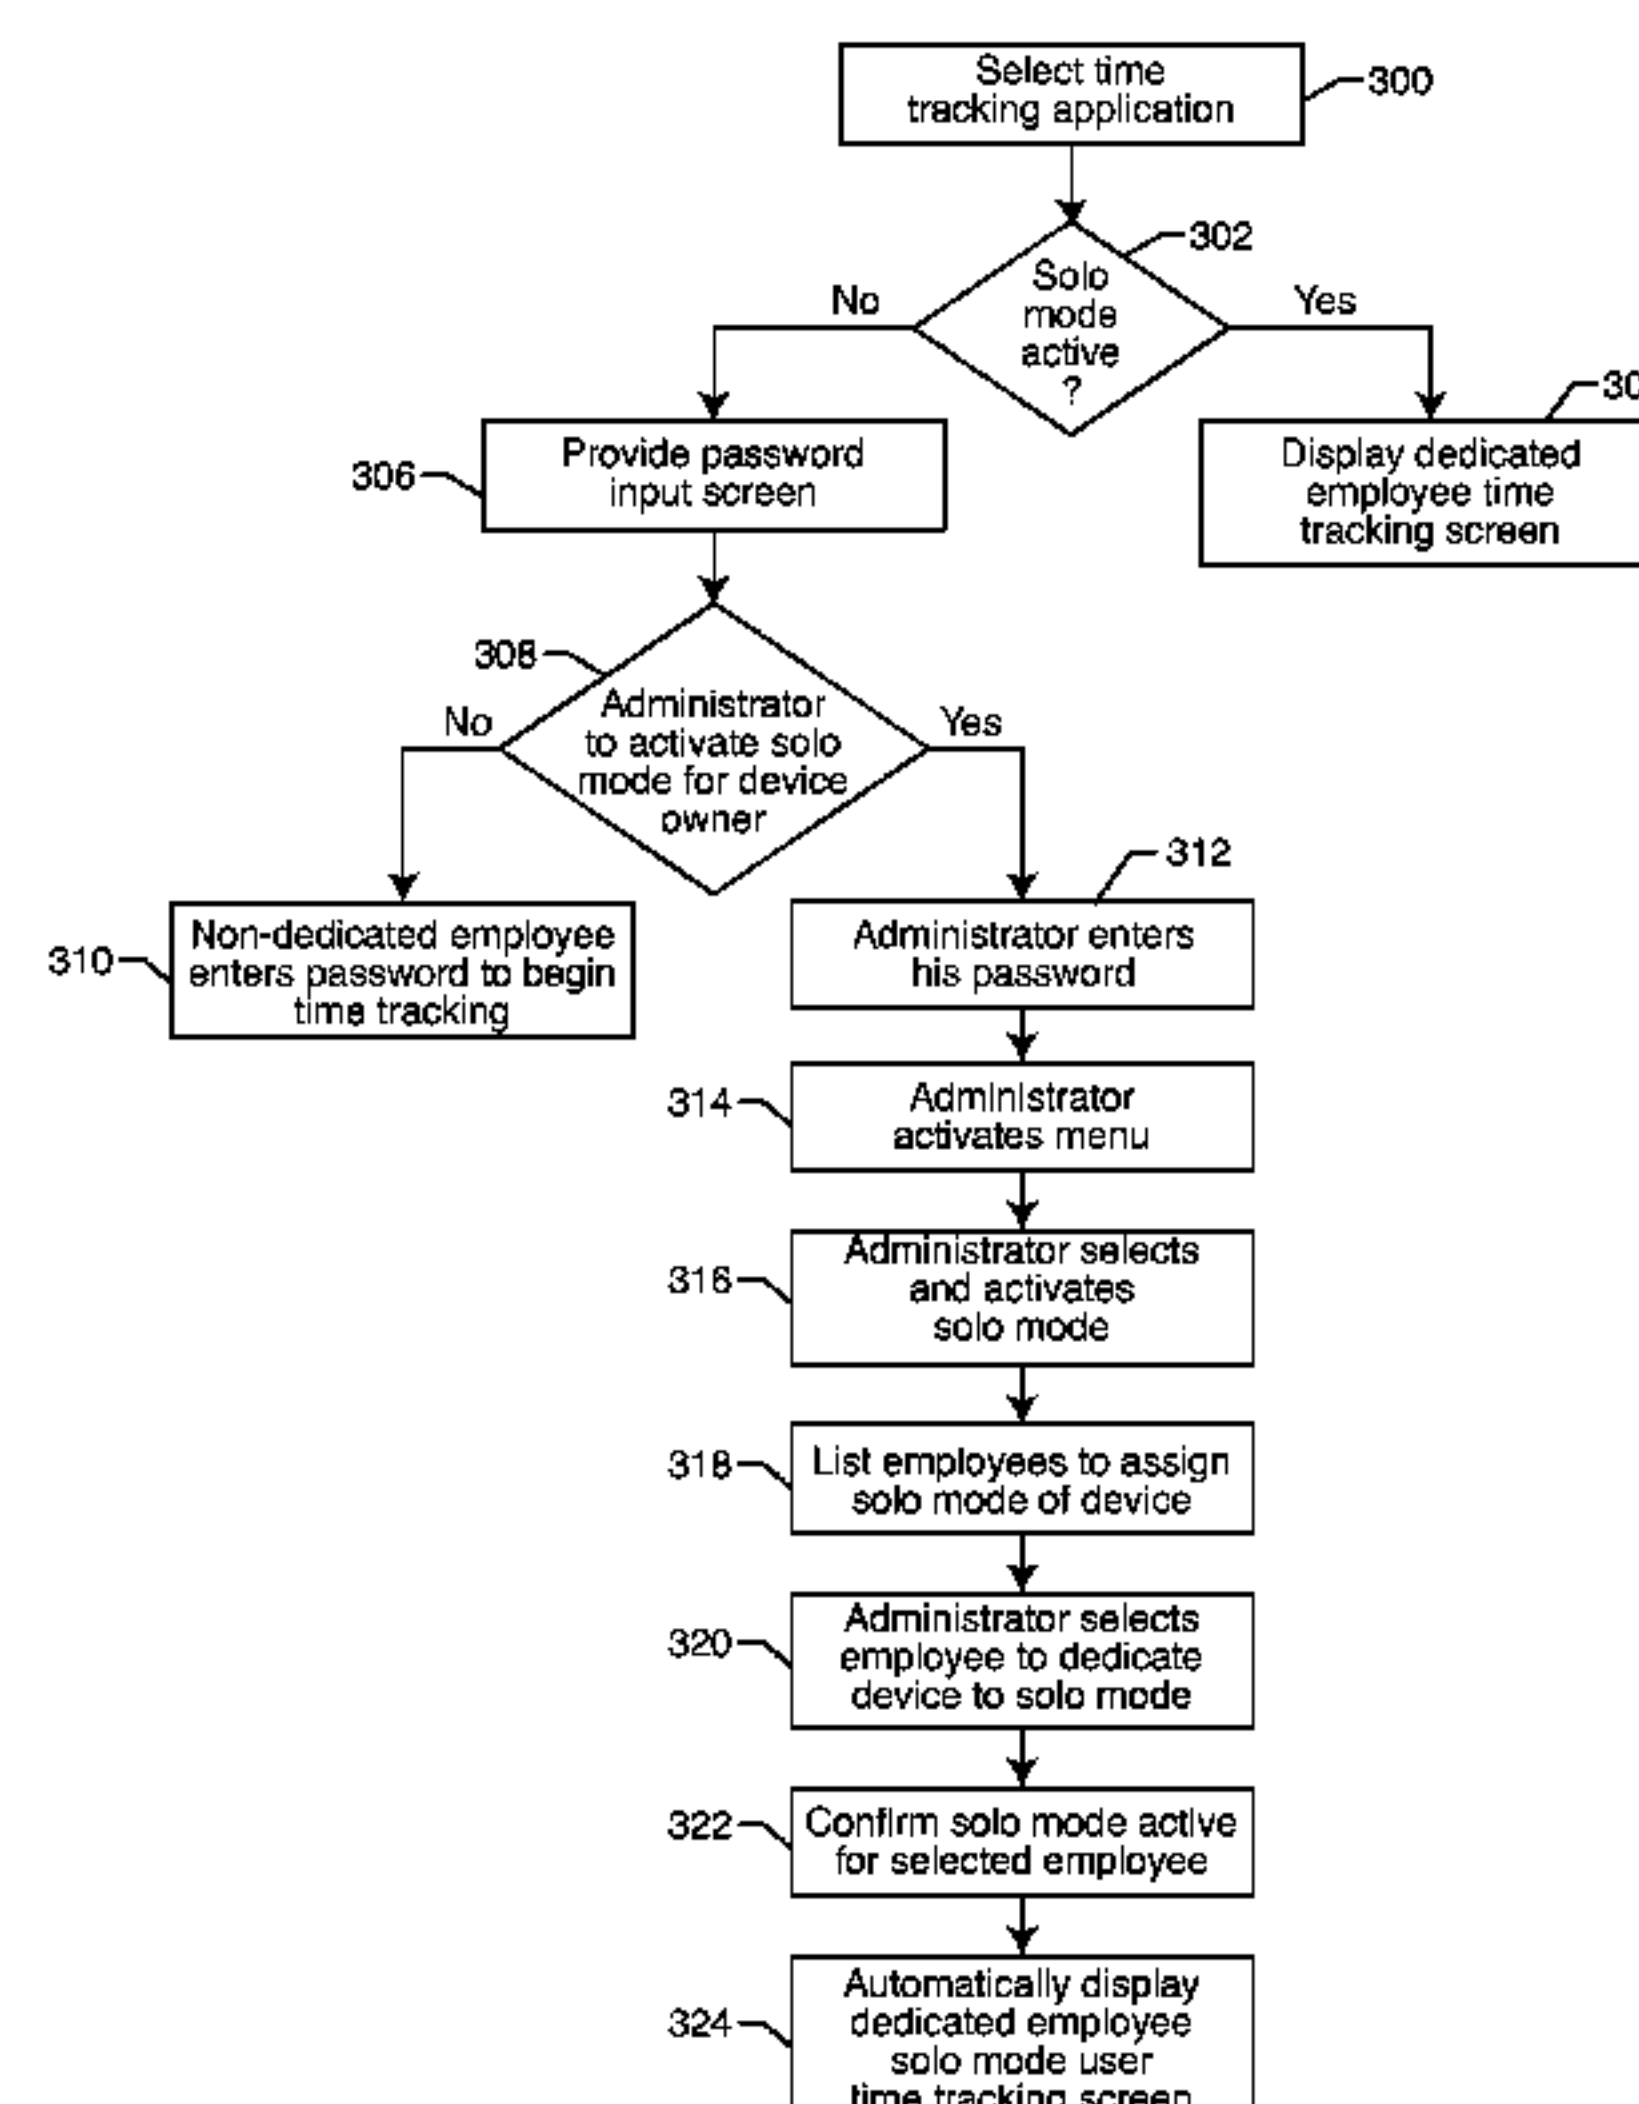 Select time
tracking application
300
302
Solo
mode
active
?
No
Yes
30
Provide password
input screen
306
Display dedicated
employee time
tracking screen
308
Administrator
to activate solo
mode for device
owner
No
Yes
312
310
Non-dedicated employee
enters password to begin
time tracking
Administrator enters
his password
314
Administrator
activates menu
316
Administrator selects
and activates
solo mode
318
List employees to assign
solo mode of device
320
Administrator selects
employee to dedicate
device to solo mode
322
Confirm solo mode active
for selected employee
324
Automatically display
dedicated employee
solo mode user
time tracking screen